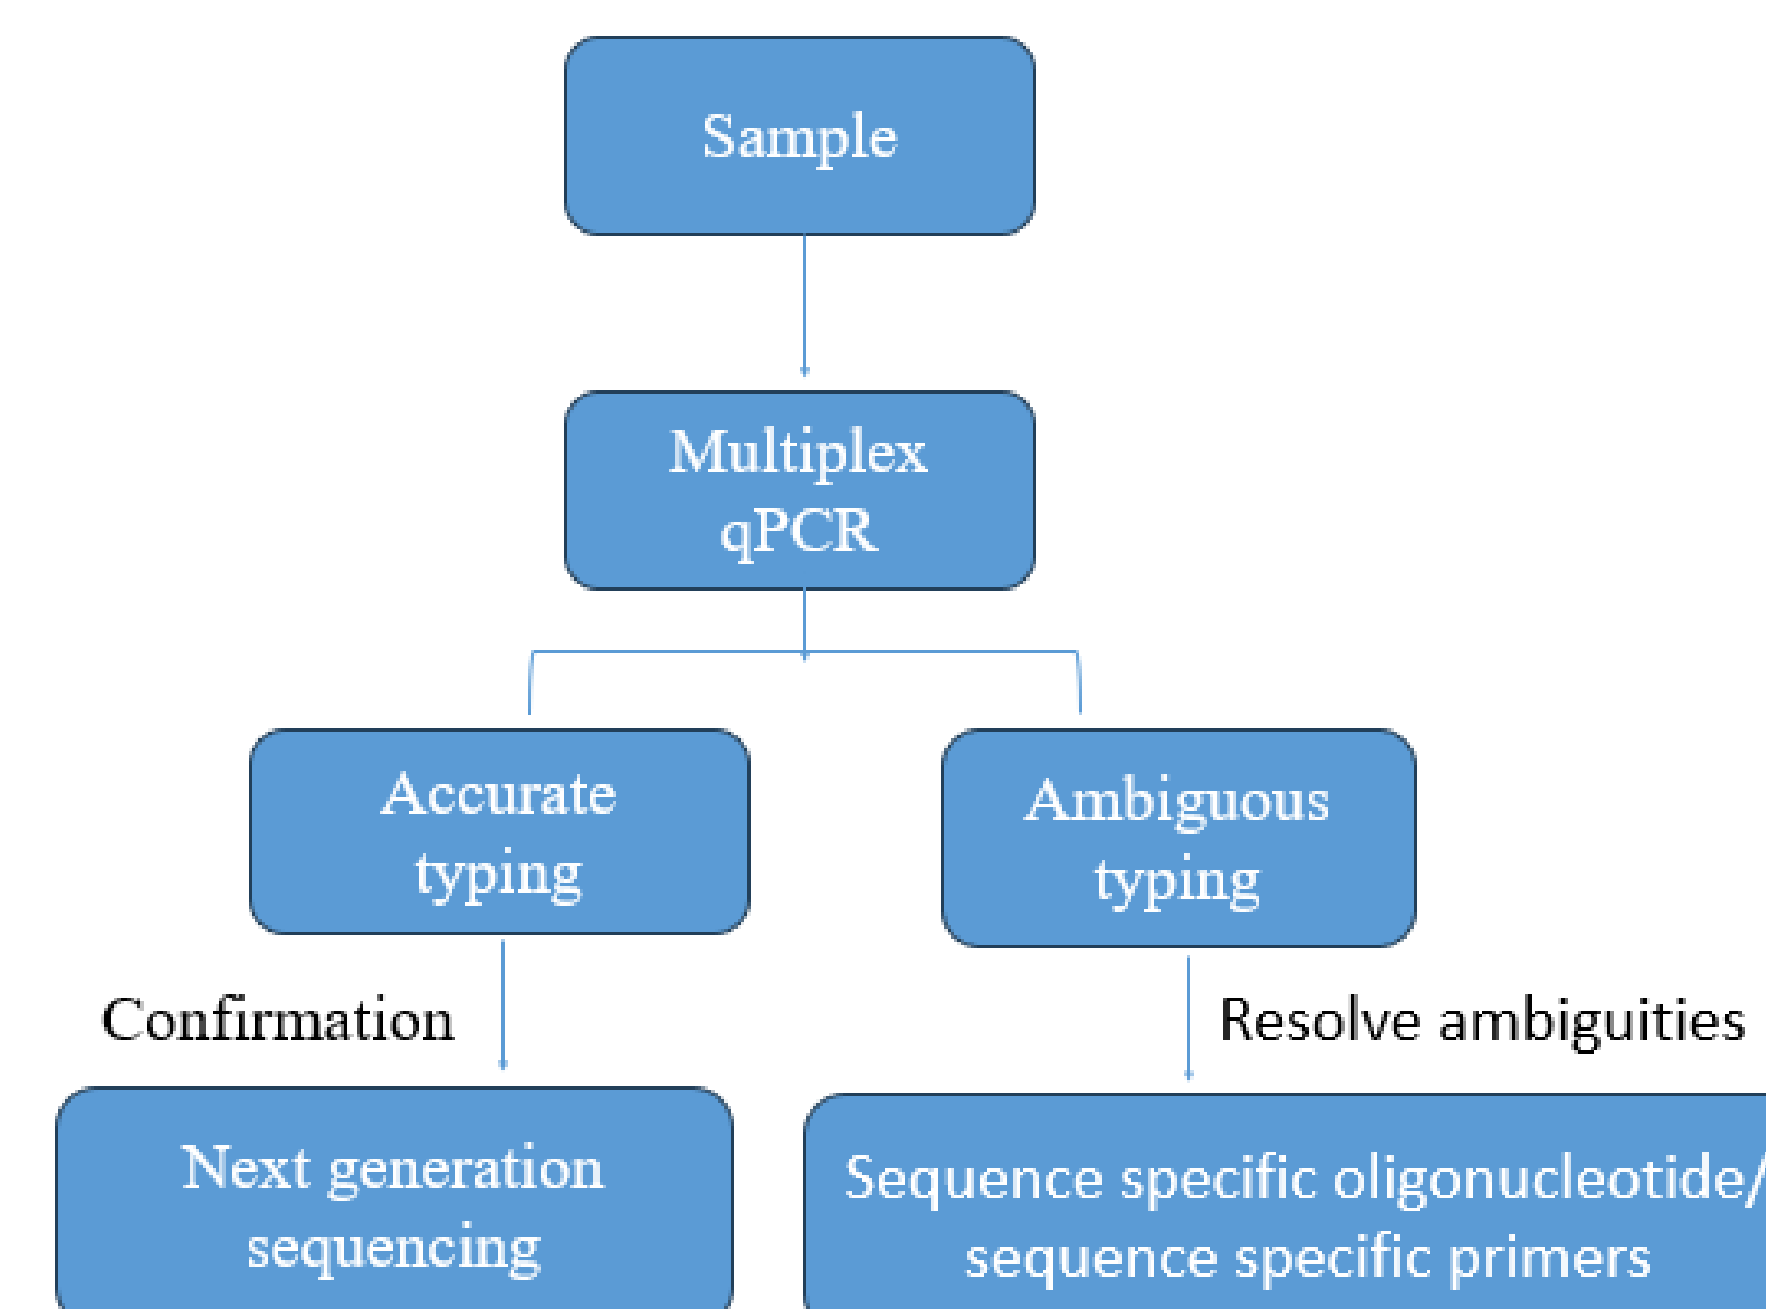 Sample
Multiplex
qPCR
Accurate
typing
Ambiguous
typing
Confirmation
Resolve ambiguities
Next generation
sequencing
Sequence specific oligonucleotide/
sequence specific primers